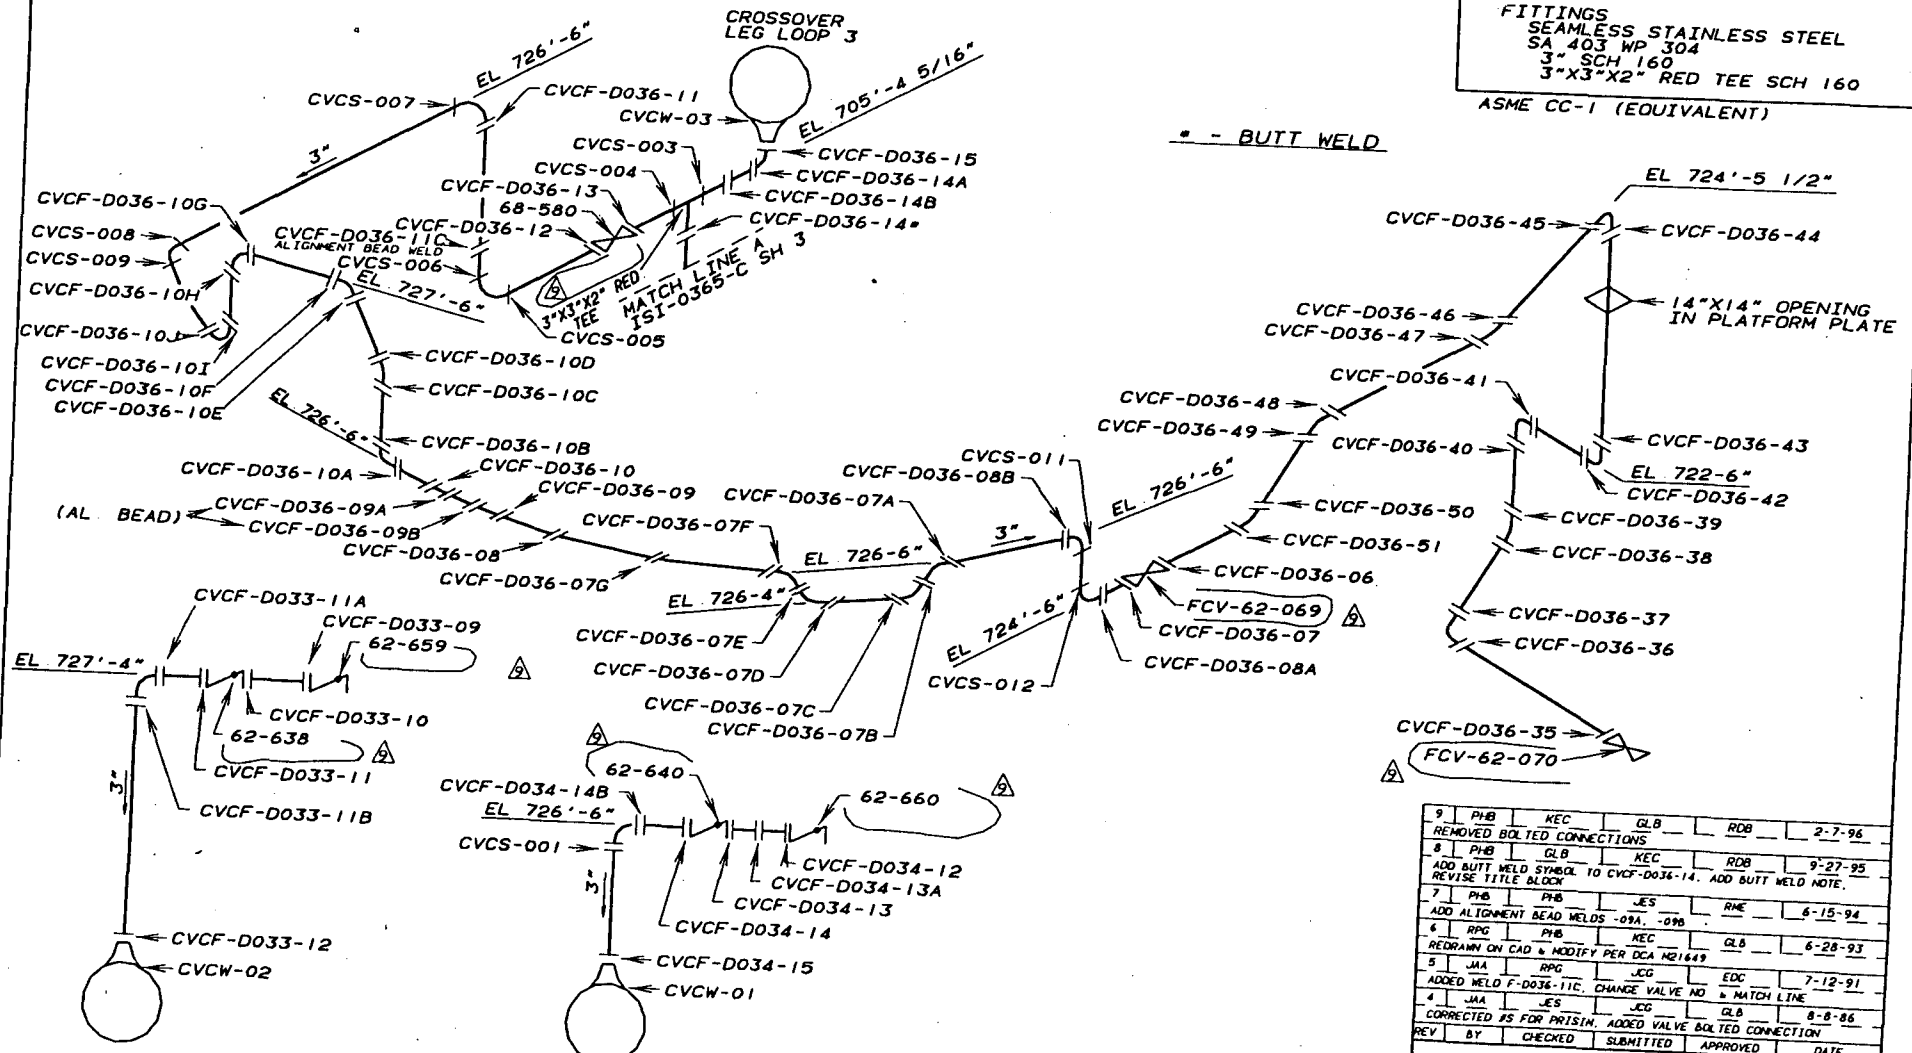 FITTINGS
SEAMLESS STAINLESS STEEL
SA 403 WP 304
3" SCH 160
3"X3"X2" RED TEE SCH 160
ASME CC-1 (EQUIVALENT)
* - BUTT WELD
CROSSOVER
LEG LOOP 3
EL 726'-6"
CVCS-007
CVCF-D036-11
CVCW-03
EL 705'-4 5/16"
CVCS-003
CVCF-D036-15
CVCS-004
CVCF-D036-14A
CVCF-D036-13
CVCF-D036-14B
68-580
CVCF-D036-14*
CVCF-D036-12
3"
CVCF-D036-10G
CVCS-008
CVCF-D036-11C
ALIGNMENT BEAD WELD
CVCS-009
CVCS-006
EL 727'-6"
CVCF-D036-10H
9
3"X3"X2" RED
TEE
MATCH LINE A
ISI-0365-C SH 3
CVCS-005
CVCF-D036-10J
CVCF-D036-10I
CVCF-D036-10F
CVCF-D036-10E
CVCF-D036-10D
CVCF-D036-10C
EL 726'-6"
CVCF-D036-10B
CVCF-D036-10A
CVCF-D036-10
CVCF-D036-09A
CVCF-D036-09
(AL. BEAD)
CVCF-D036-09B
CVCF-D036-08
CVCF-D036-07G
CVCF-D036-07F
CVCF-D036-07A
EL 726-6"
EL 726-4"
CVCF-D036-07E
CVCF-D036-07D
CVCF-D036-07C
CVCF-D036-07B
3"
CVCF-D036-08B
CVCS-011
EL 726'-6"
EL 724'-6"
CVCS-012
CVCF-D036-06
FCV-62-069
9
CVCF-D036-07
CVCF-D036-08A
CVCF-D036-51
CVCF-D036-50
CVCF-D036-49
CVCF-D036-48
CVCF-D036-47
CVCF-D036-46
CVCF-D036-45
EL 724'-5 1/2"
CVCF-D036-44
14"X14" OPENING
IN PLATFORM PLATE
CVCF-D036-41
CVCF-D036-40
CVCF-D036-43
EL 722-6"
CVCF-D036-42
CVCF-D036-39
CVCF-D036-38
CVCF-D036-37
CVCF-D036-36
CVCF-D036-35
FCV-62-070
9
CVCF-D033-11A
CVCF-D033-09
62-659
9
EL 727'-4"
CVCF-D033-10
62-638
9
CVCF-D033-11
3"
CVCF-D033-11B
CVCF-D033-12
CVCW-02
9
62-640
CVCF-D034-14B
EL 726'-6"
62-660
9
CVCS-001
3"
CVCF-D034-12
CVCF-D034-13A
CVCF-D034-13
CVCF-D034-14
CVCF-D034-15
CVCW-01
9 PHB KEC GLB RDB 2-7-96
REMOVED BOLTED CONNECTIONS
8 PHB GLB KEC RDB 9-27-95
ADD BUTT WELD SYMBOL TO CVCF-D036-14. ADD BUTT WELD NOTE.
REVISE TITLE BLOCK
7 PHB PHB JES RME 6-15-94
ADD ALIGNMENT BEAD WELDS -09A, -09B
6 RPG PHB KEC GLB 6-28-93
REDRAWN ON CAD & MODIFY PER DCA M21649
5 JAA RPG JCG EDC 7-12-91
ADDED WELD F-D036-11C, CHANGE VALVE NO & MATCH LINE
4 JAA JES JCG GLB 8-8-86
CORRECTED #S FOR PRISIM, ADDED VALVE BOLTED CONNECTION
REV BY CHECKED SUBMITTED APPROVED DATE